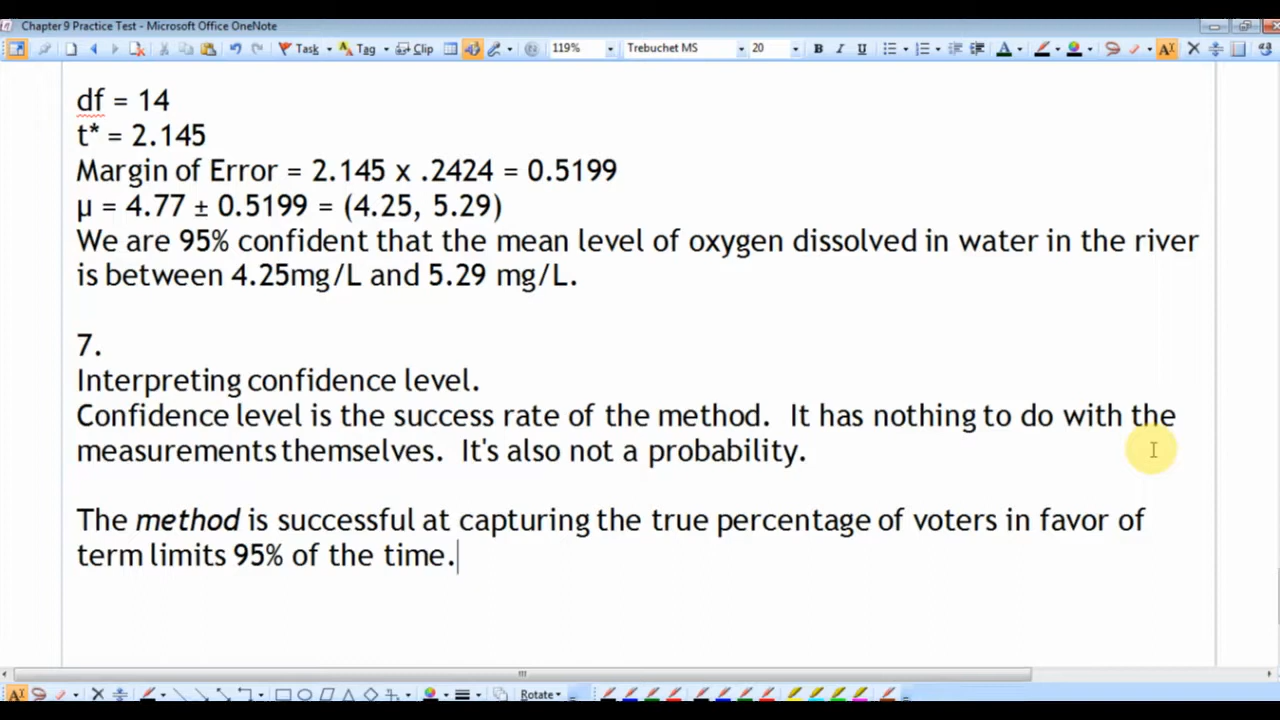 Chapter 9 Practice Test - Microsoft Office OneNote
Task Tag Clip 119% Trebuchet MS 20 B I U A A
df = 14
t* = 2.145
Margin of Error = 2.145 x .2424 = 0.5199
μ = 4.77 ± 0.5199 = (4.25, 5.29)
We are 95% confident that the mean level of oxygen dissolved in water in the river
is between 4.25mg/L and 5.29 mg/L.
7.
Interpreting confidence level.
Confidence level is the success rate of the method. It has nothing to do with the
measurements themselves. It's also not a probability.
The method is successful at capturing the true percentage of voters in favor of
term limits 95% of the time.
A Rotate